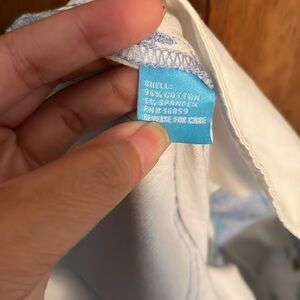 SHELL:
95% COTTON
5% SPANDEX
RN# 16859
REVERSE FOR CARE